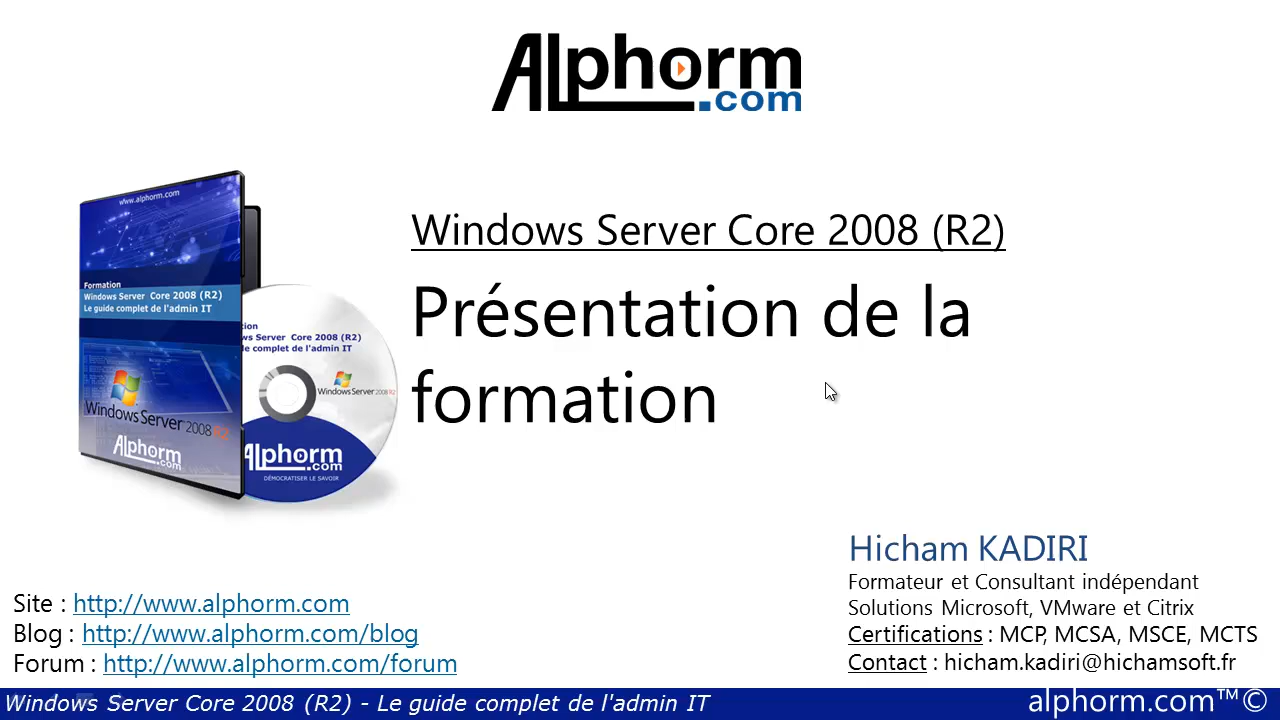 Alphorm
.com
Windows Server Core 2008 (R2)
Présentation de la
formation
www.alphorm.com
Formation
Windows Server Core 2008 (R2)
Le guide complet de l'admin IT
Windows Server 2008 R2
Alphorm
.com
tion
ws Server Core 2008 (R2)
le complet de l'admin IT
Windows Server 2008 R2
Alphorm
.com
DÉMOCRATISER LE SAVOIR
Hicham KADIRI
Formateur et Consultant indépendant
Solutions Microsoft, VMware et Citrix
Certifications : MCP, MCSA, MSCE, MCTS
Contact : hicham.kadiri@hichamsoft.fr
Site : http://www.alphorm.com
Blog : http://www.alphorm.com/blog
Forum : http://www.alphorm.com/forum
Windows Server Core 2008 (R2) - Le guide complet de l'admin IT
alphorm.com™©